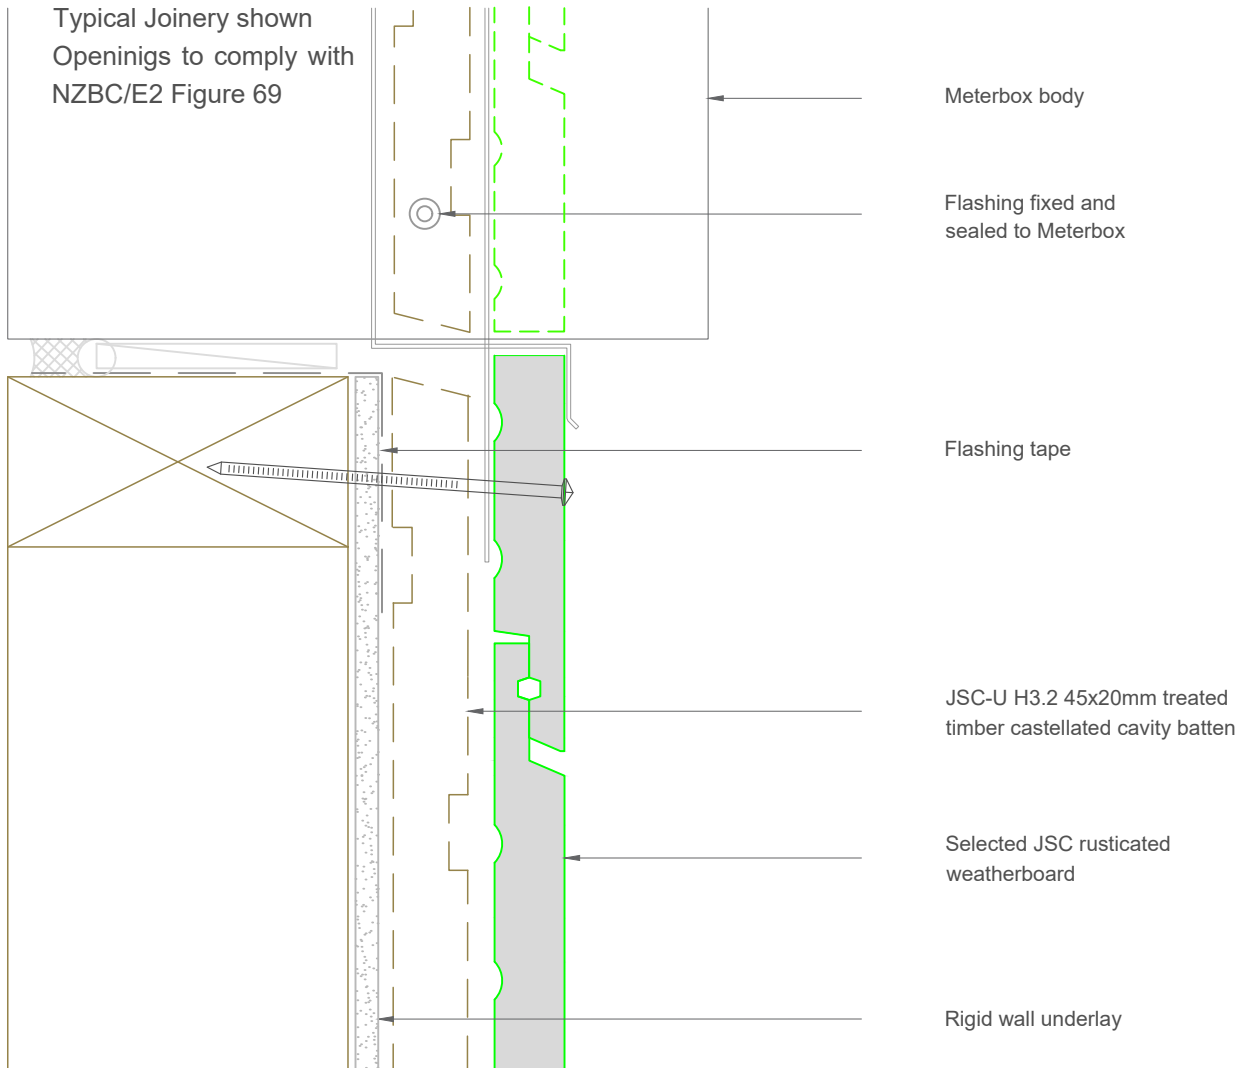 Typical Joinery shown
Openinigs to comply with
NZBC/E2 Figure 69
Meterbox body
Flashing fixed and
sealed to Meterbox
Flashing tape
JSC-U H3.2 45x20mm treated
timber castellated cavity batten
Selected JSC rusticated
weatherboard
Rigid wall underlay